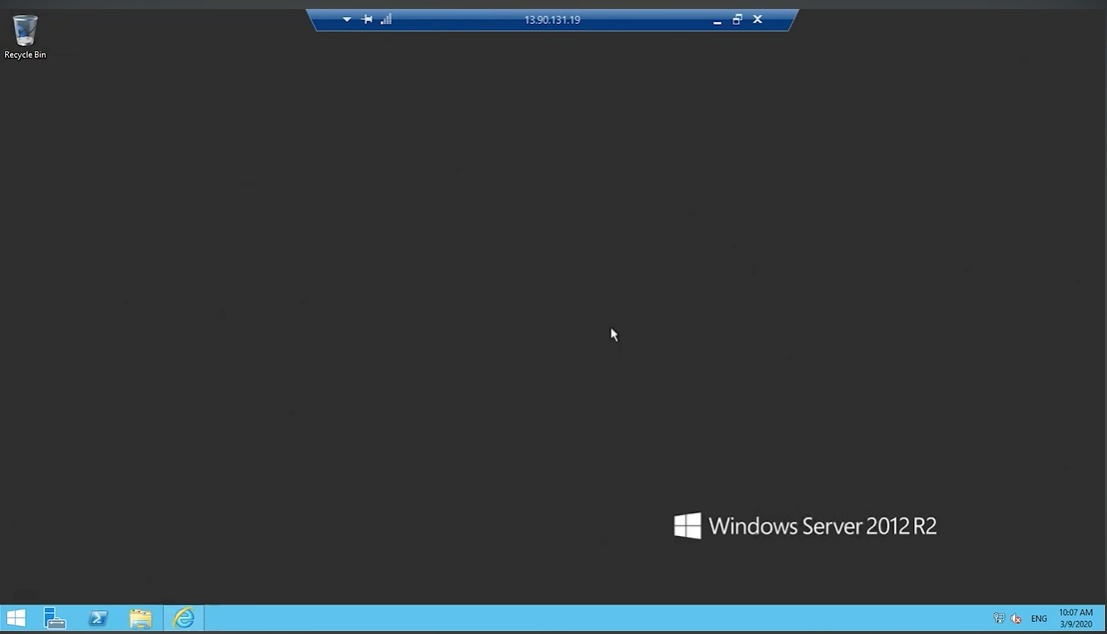 13.90.131.19
Recycle Bin
Windows Server 2012 R2
ENG
10:07 AM
3/9/2020